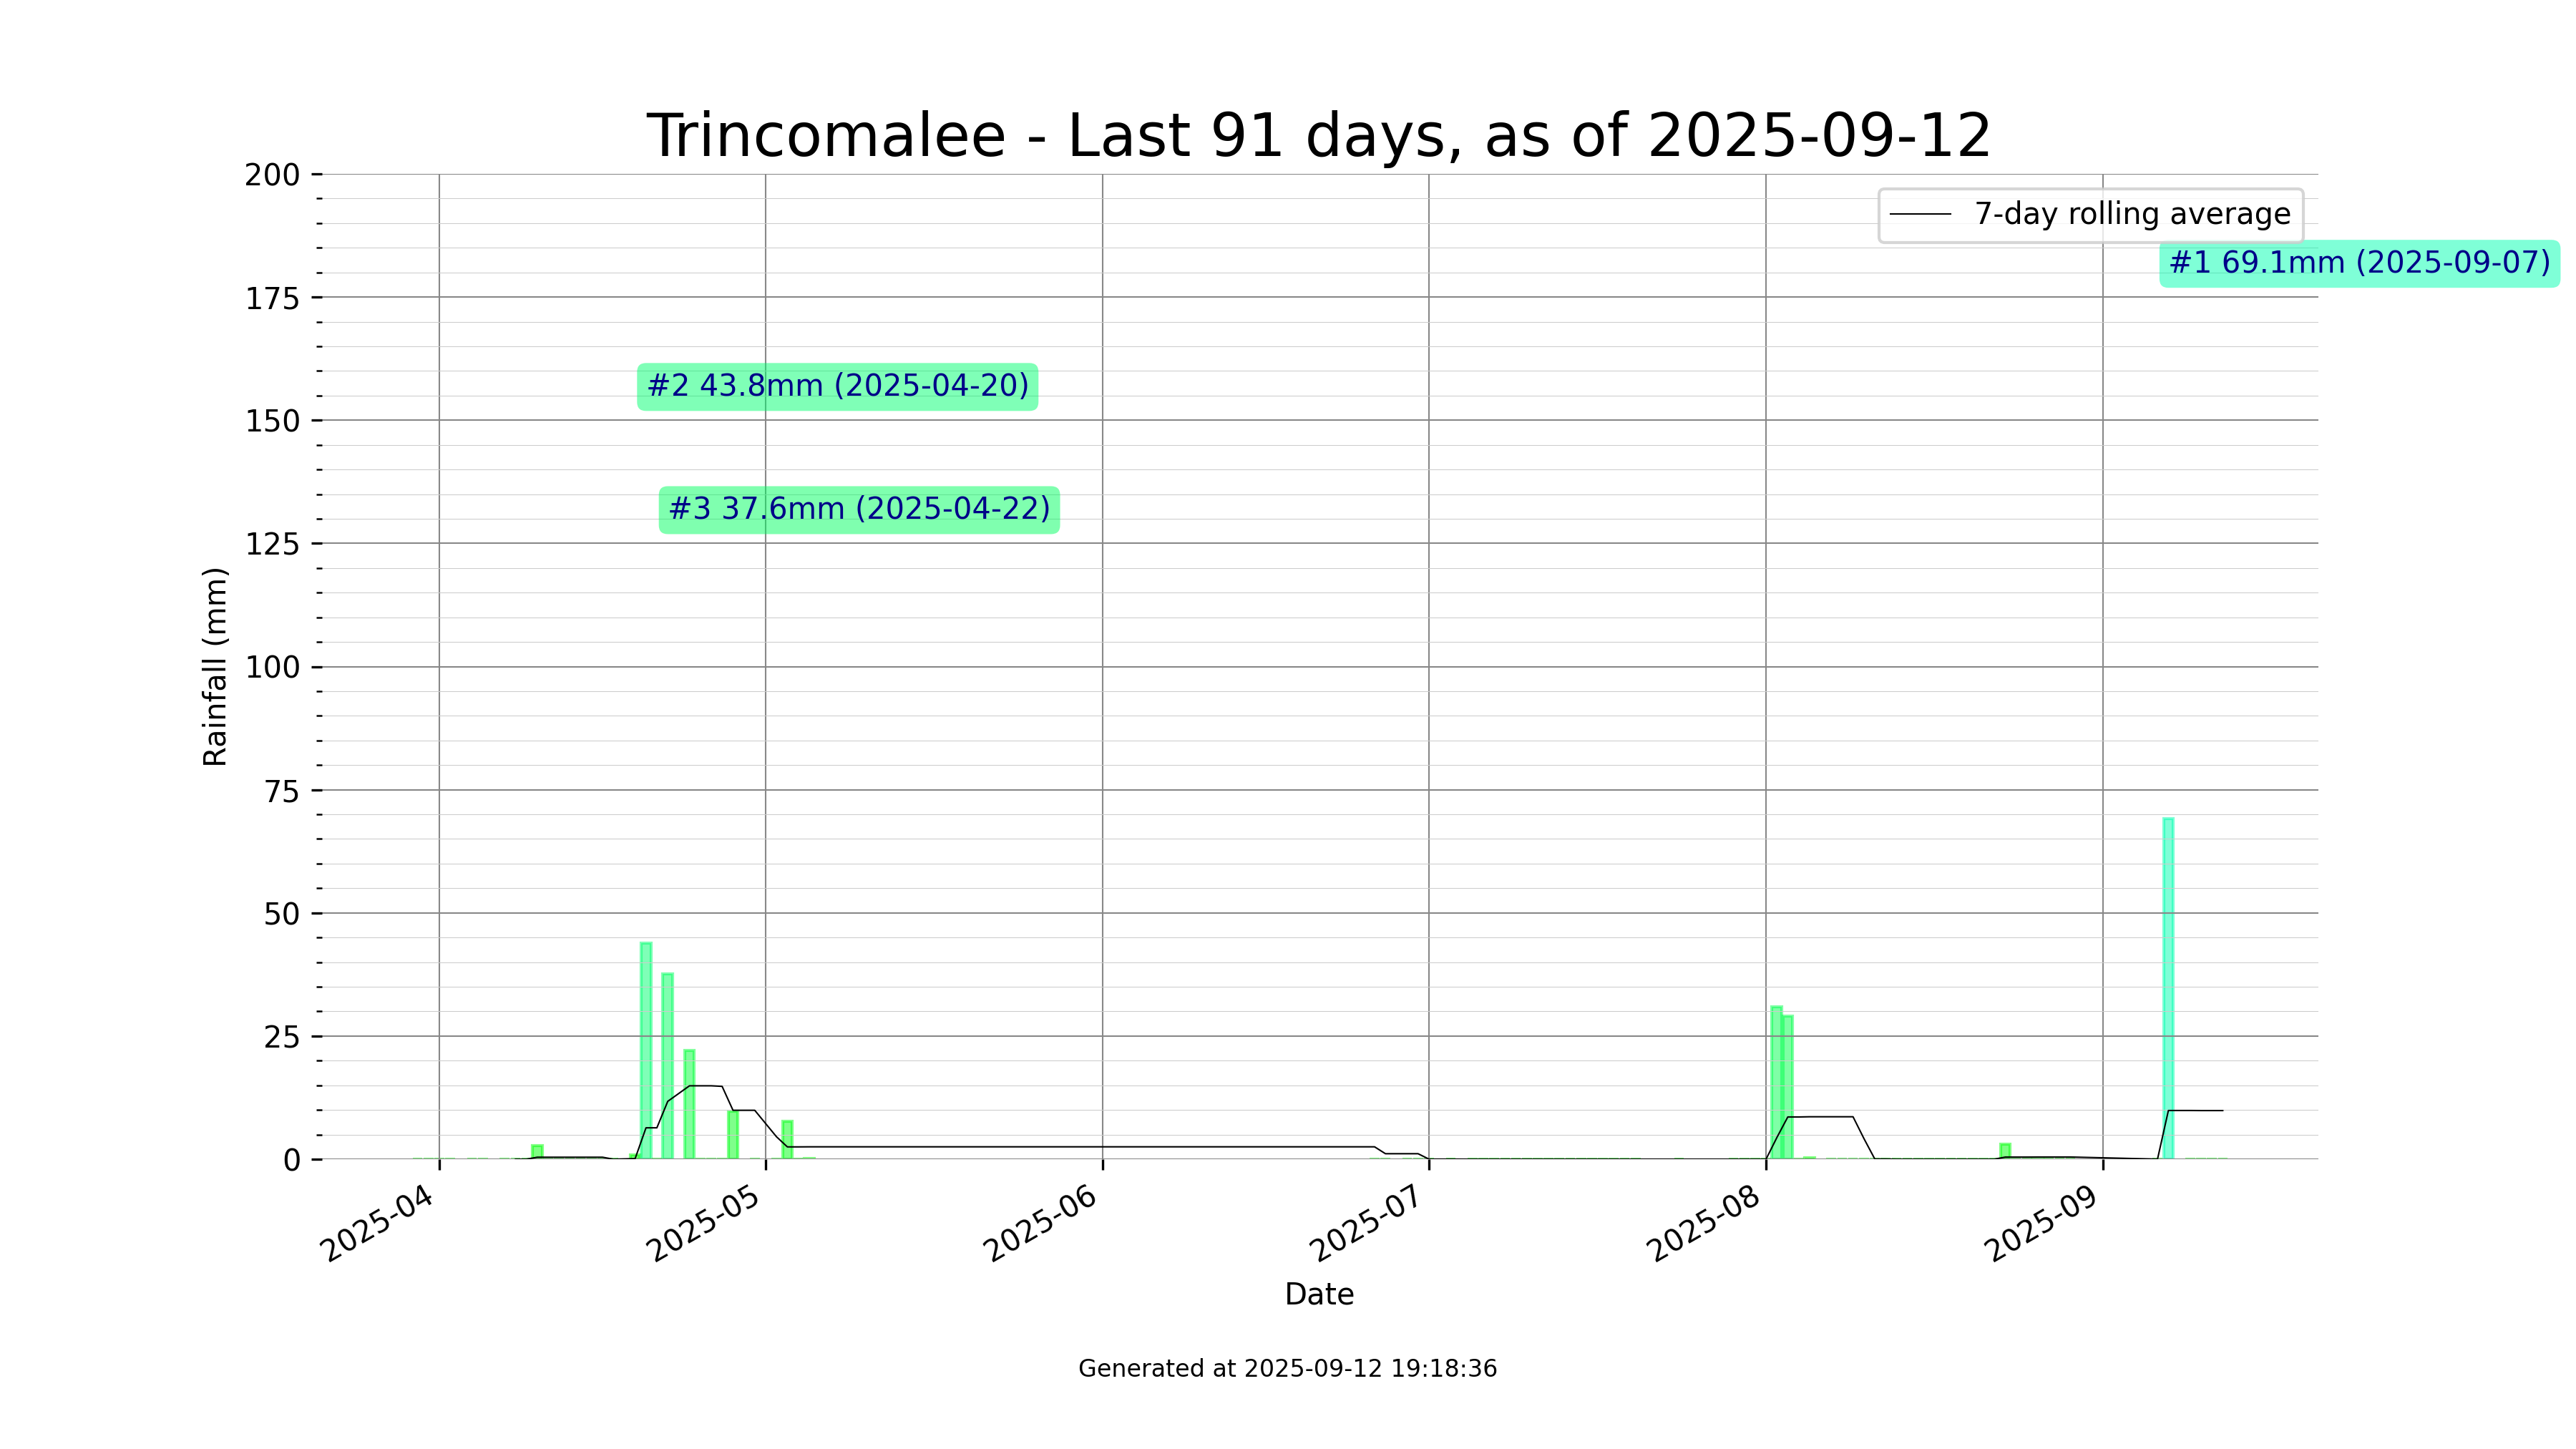 Trincomalee - Last 91 days, as of 2025-09-12
200
175
150
125
100
75
50
25
0
Rainfall (mm)
7-day rolling average
#1 69.1mm (2025-09-07)
#2 43.8mm (2025-04-20)
#3 37.6mm (2025-04-22)
2025-04
2025-05
2025-06
2025-07
2025-08
2025-09
Date
Generated at 2025-09-12 19:18:36